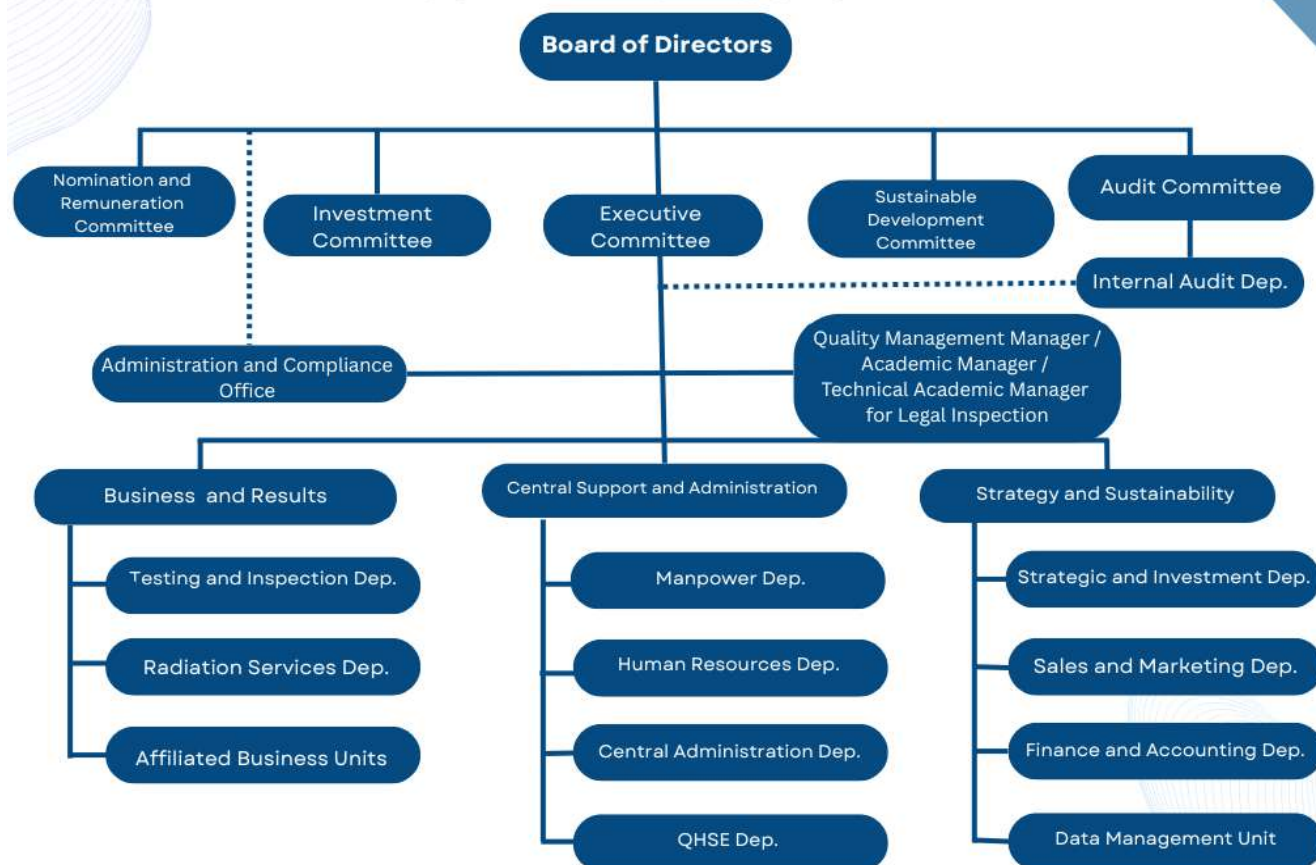 Board of Directors
Nomination and
Remuneration
Committee
Investment
Committee
Executive
Committee
Sustainable
Development
Committee
Audit Committee
Internal Audit Dep.
Administration and Compliance
Office
Quality Management Manager /
Academic Manager /
Technical Academic Manager
for Legal Inspection
Business and Results
Central Support and Administration
Strategy and Sustainability
Testing and Inspection Dep.
Manpower Dep.
Strategic and Investment Dep.
Radiation Services Dep.
Human Resources Dep.
Sales and Marketing Dep.
Affiliated Business Units
Central Administration Dep.
Finance and Accounting Dep.
QHSE Dep.
Data Management Unit